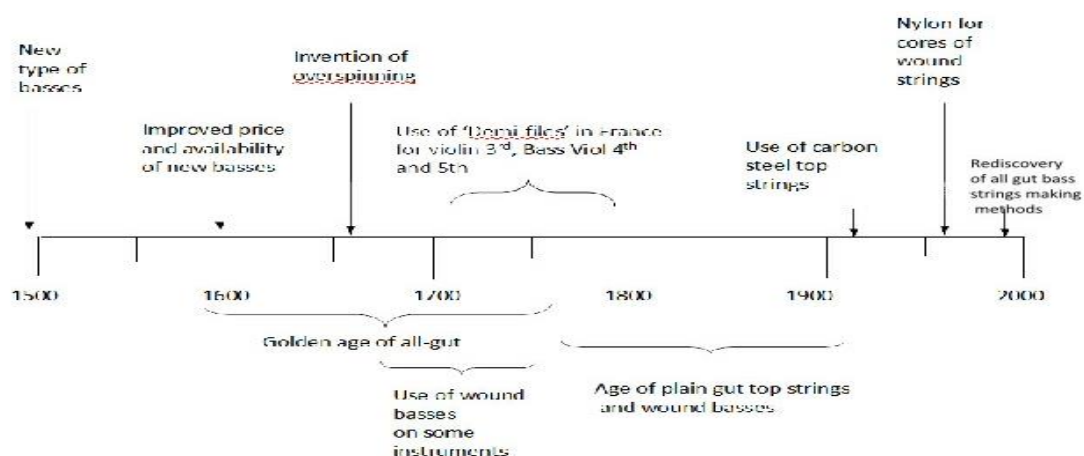 New
type of
basses
Improved price
and availability
of new basses
Invention of
overspinning
Use of ‘Demi files’ in France
for violin 3rd, Bass Viol 4th
and 5th
Use of carbon
steel top
strings
Nylon for
cores of
wound
strings
Rediscovery
of all gut bass
strings making
methods
1500 1600 1700 1800 1900 2000
Golden age of all-gut
Use of wound
basses
on some
instruments
Age of plain gut top strings
and wound basses